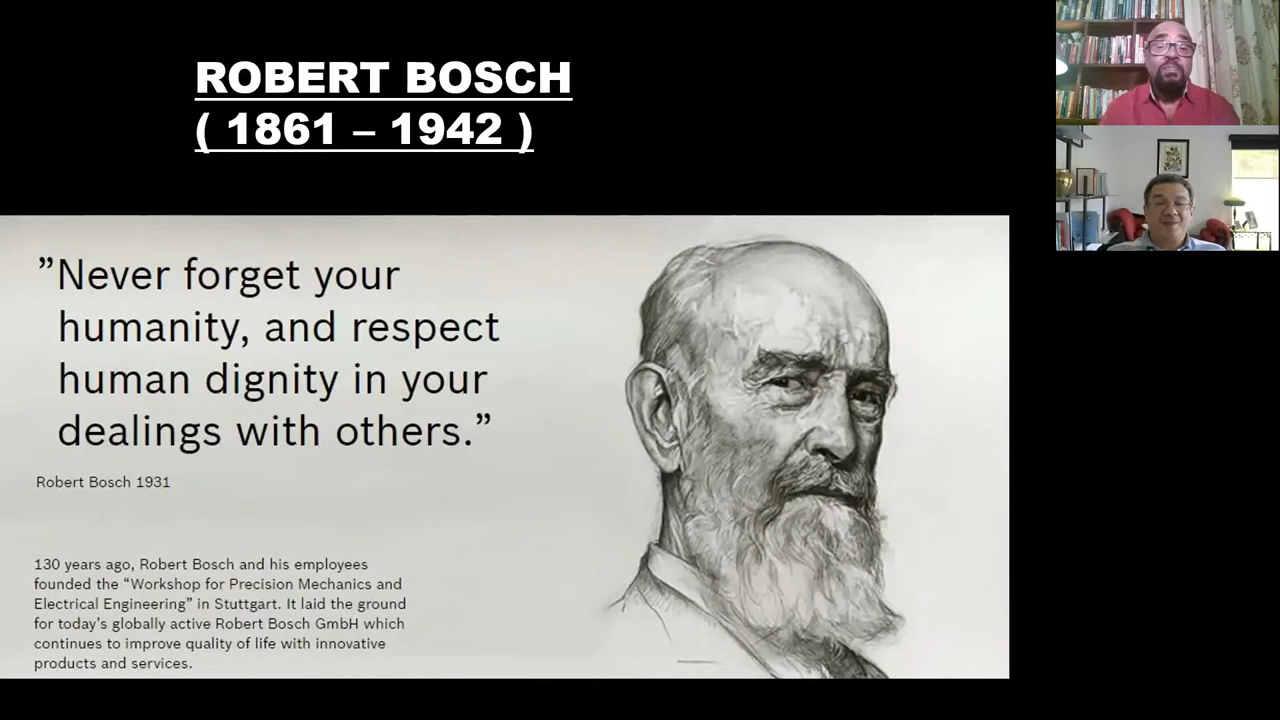 ROBERT BOSCH
( 1861 – 1942 )
”Never forget your
humanity, and respect
human dignity in your
dealings with others.”
Robert Bosch 1931
130 years ago, Robert Bosch and his employees
founded the “Workshop for Precision Mechanics and
Electrical Engineering” in Stuttgart. It laid the ground
for today’s globally active Robert Bosch GmbH which
continues to improve quality of life with innovative
products and services.